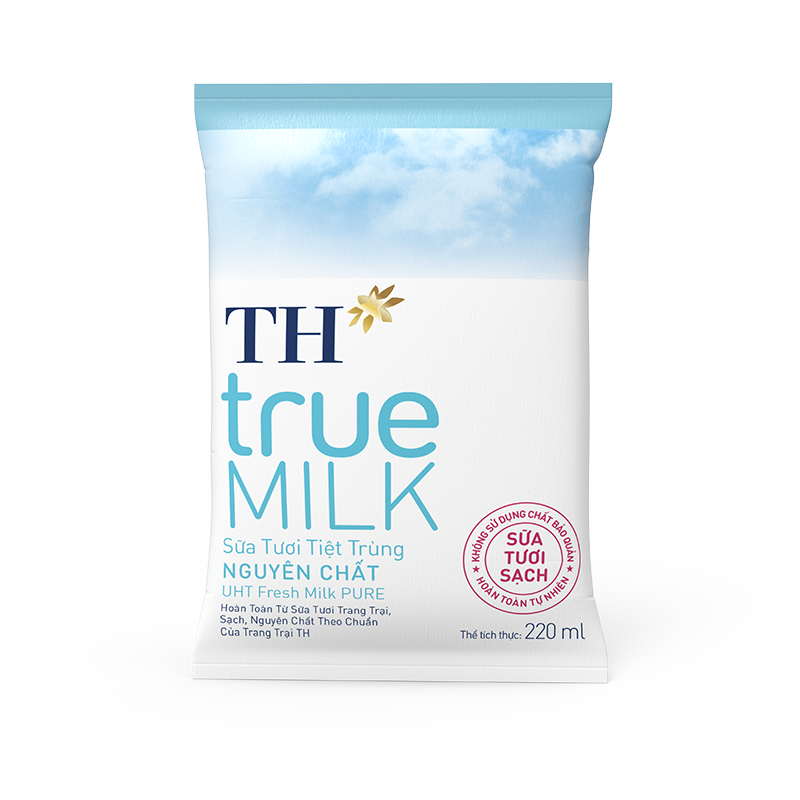 TH
true
MILK
Sữa Tươi Tiệt Trùng
NGUYÊN CHẤT
UHT Fresh Milk PURE
Hoàn Toàn Từ Sữa Tươi Trang Trại,
Sạch, Nguyên Chất Theo Chuẩn
Của Trang Trại TH
KHÔNG SỬ DỤNG CHẤT BẢO QUẢN
SỮA
TƯƠI
SẠCH
HOÀN TOÀN TỰ NHIÊN
Thể tích thực: 220 ml